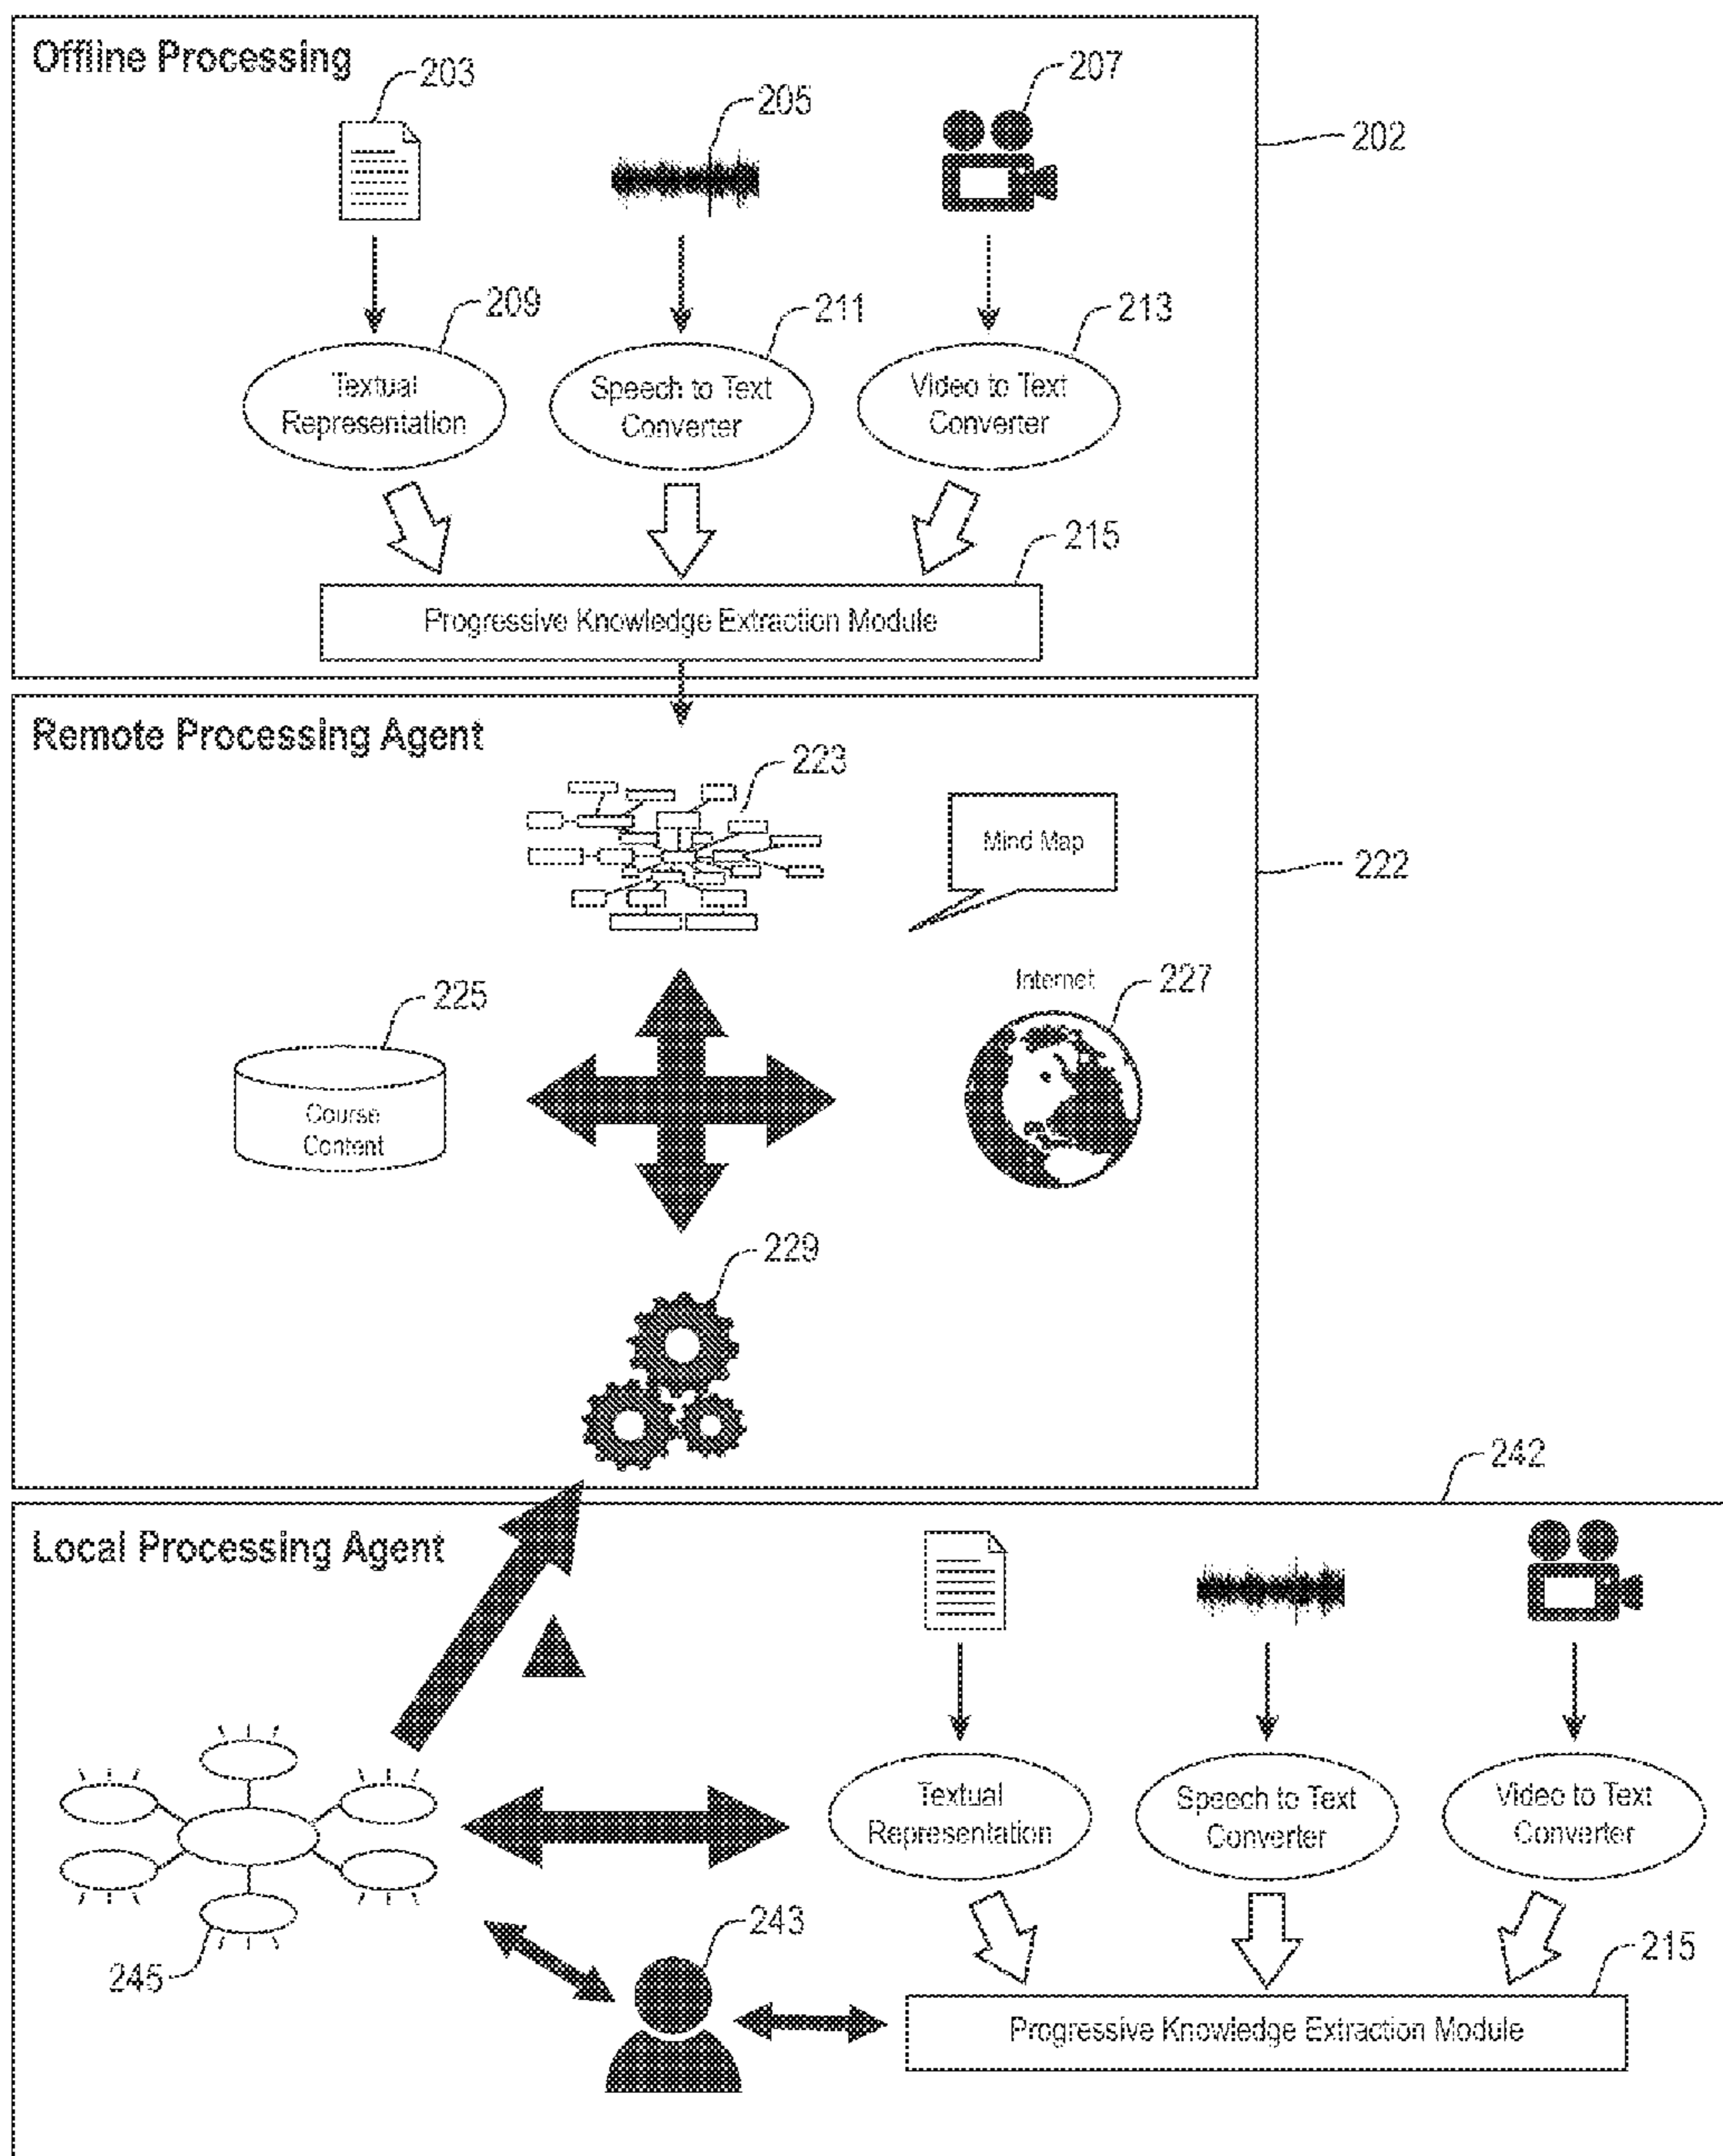 Offline Processing
203
205
207
202
209
211
213
Textual
Representation
Speech to Text
Converter
Video to Text
Converter
215
Progressive Knowledge Extraction Module
Remote Processing Agent
223
Mind Map
222
225
Internet
227
Course
Content
229
242
Local Processing Agent
Textual
Representation
Speech to Text
Converter
Video to Text
Converter
245
243
215
Progressive Knowledge Extraction Module